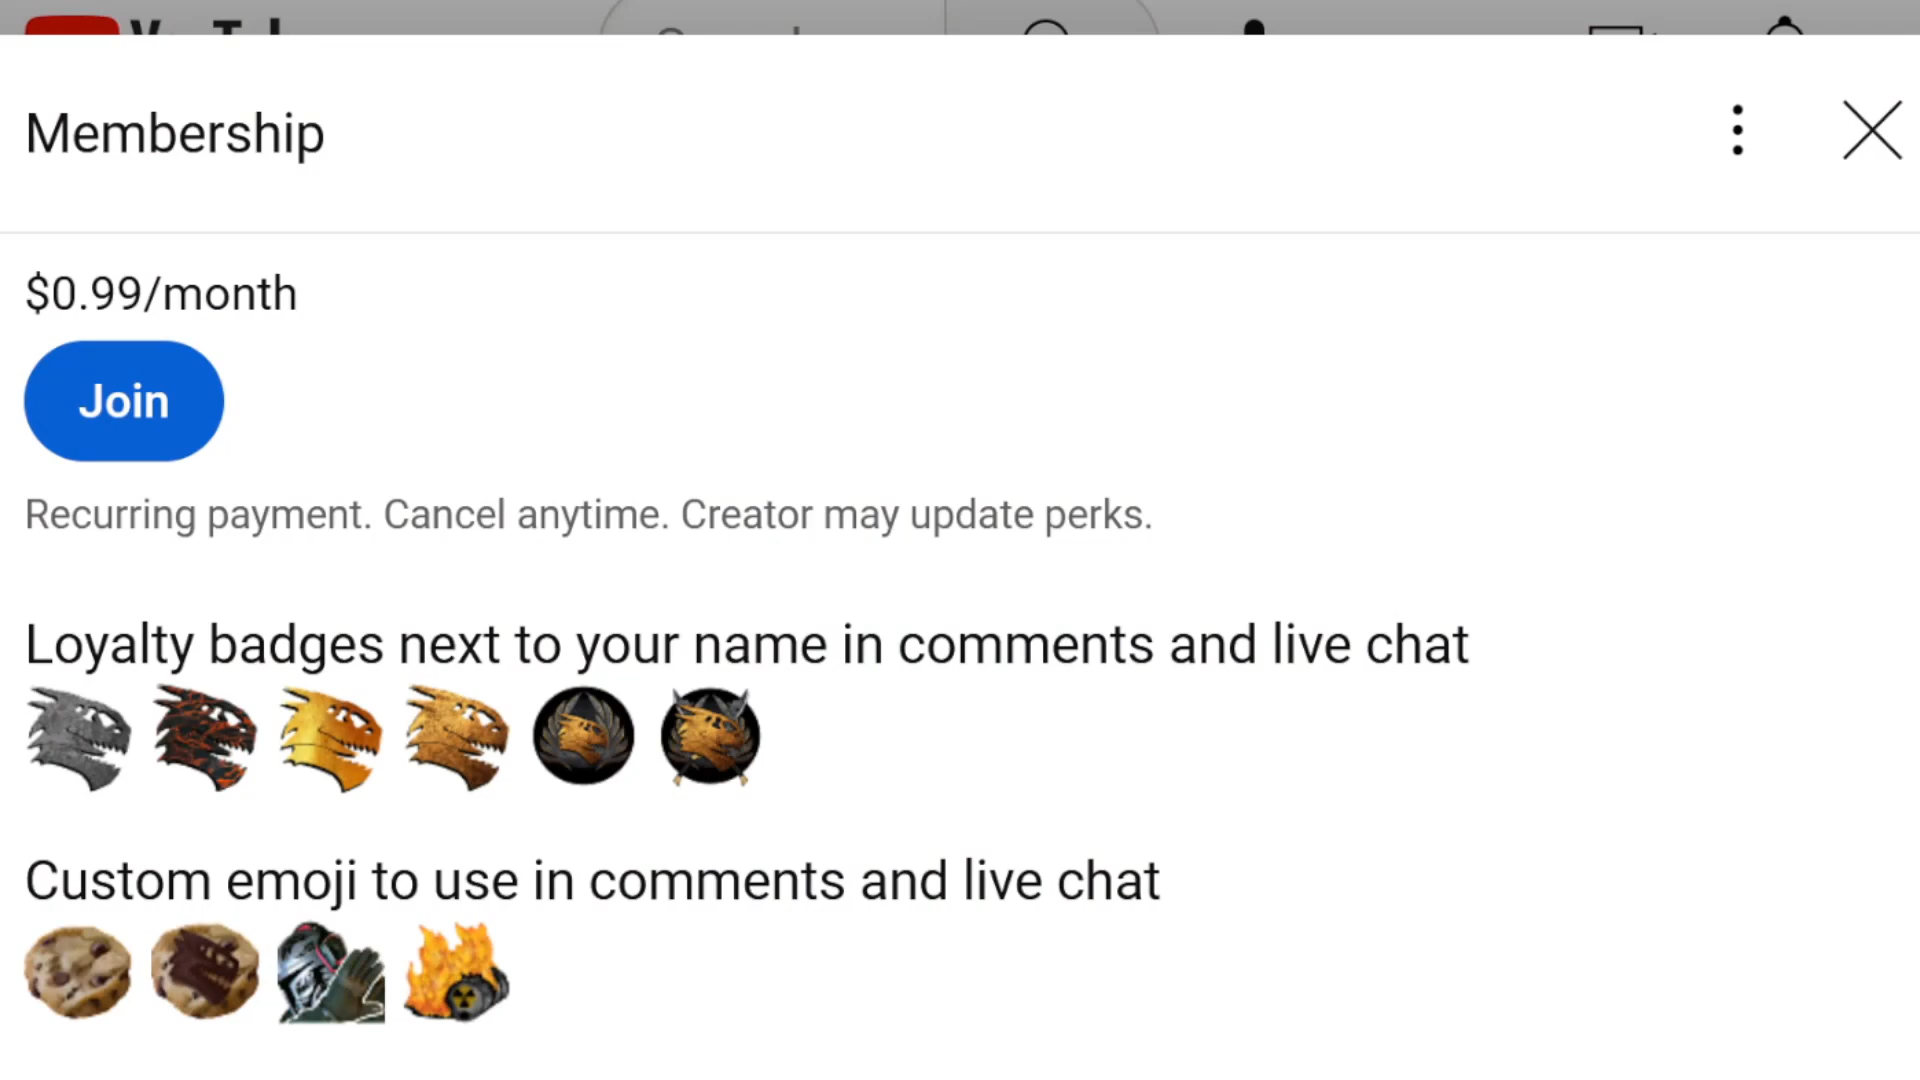 Membership
$0.99/month
Join
Recurring payment. Cancel anytime. Creator may update perks.
Loyalty badges next to your name in comments and live chat
Custom emoji to use in comments and live chat